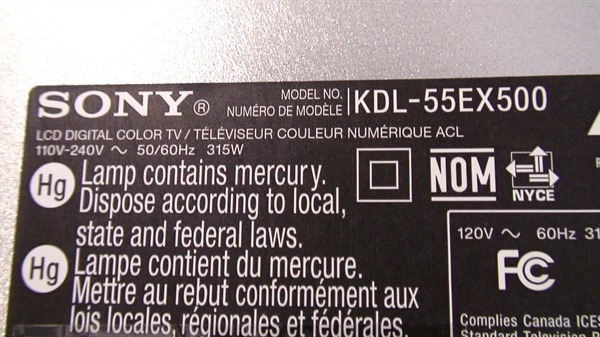 SONY® MODEL NO. KDL-55EX500
NUMÉRO DE MODÈLE
LCD DIGITAL COLOR TV / TÉLÉVISEUR COULEUR NUMÉRIQUE ACL
110V-240V ~ 50/60Hz 315W
Hg Lamp contains mercury.
Dispose according to local,
state and federal laws.
NOM
NYCE
120V ~ 60Hz
FC
Hg Lampe contient du mercure.
Mettre au rebut conformément aux
lois locales, régionales et fédérales.
Complies Canada
Standard Television